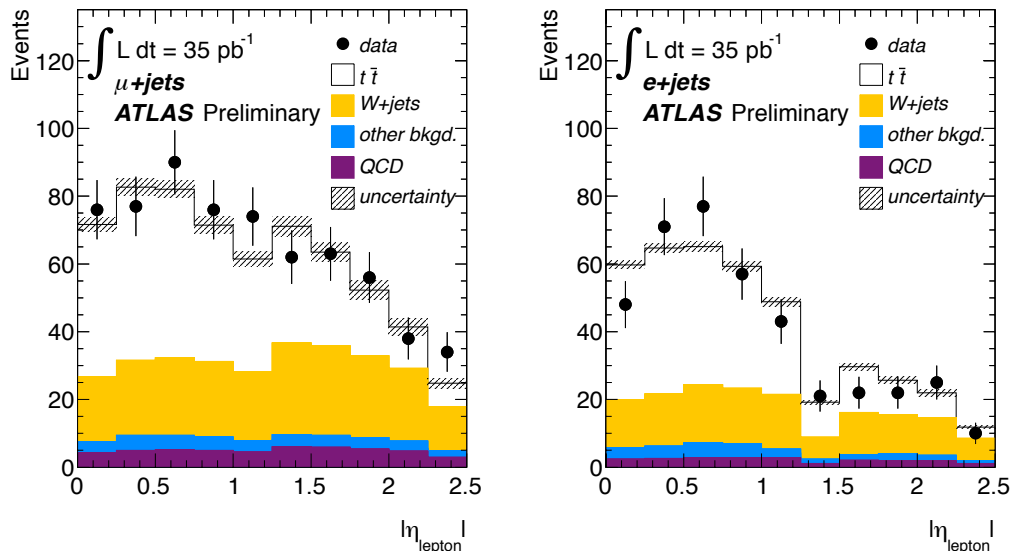 Events
∫ L dt = 35 pb⁻¹
μ+jets
ATLAS Preliminary
data
t t̄
W+jets
other bkgd.
QCD
uncertainty
120
100
80
60
40
20
0
0 0.5 1 1.5 2 2.5
|η_lepton|
Events
∫ L dt = 35 pb⁻¹
e+jets
ATLAS Preliminary
data
t t̄
W+jets
other bkgd.
QCD
uncertainty
120
100
80
60
40
20
0
0 0.5 1 1.5 2 2.5
|η_lepton|